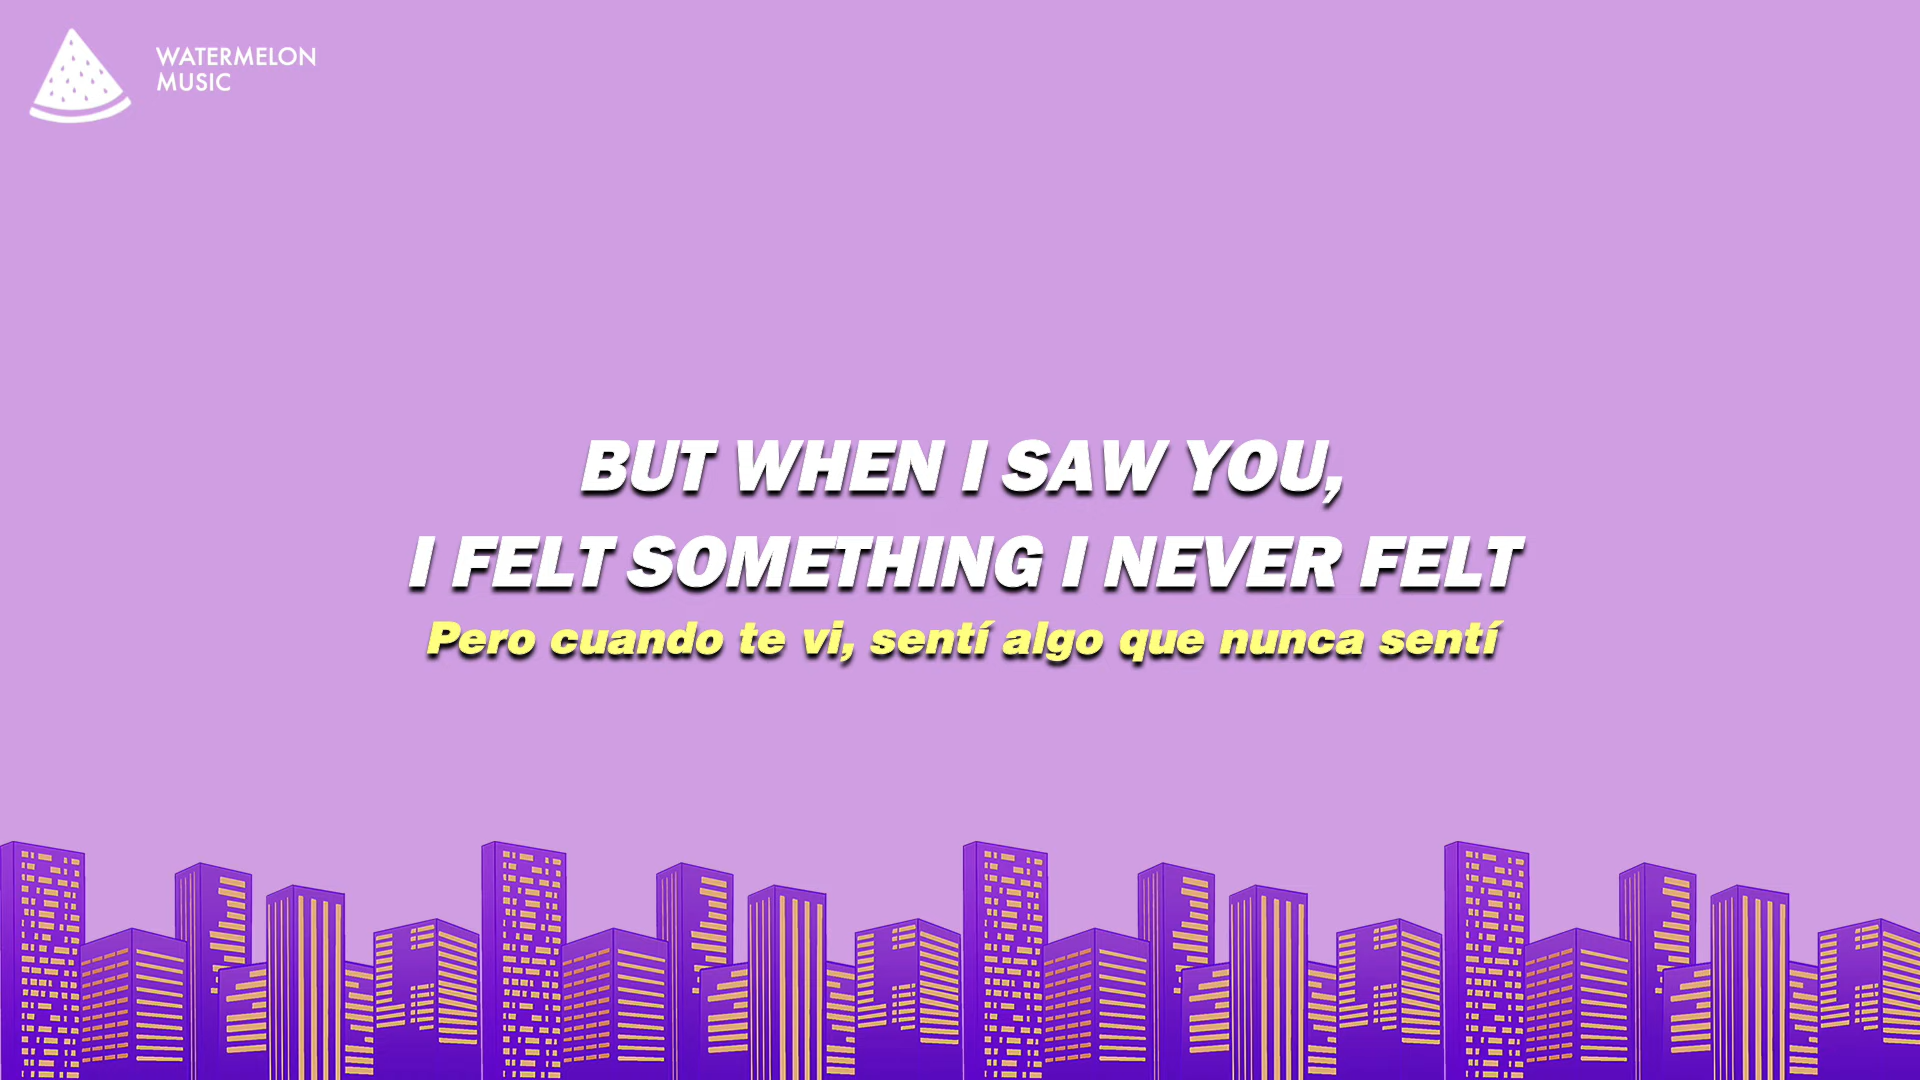 WATERMELON
MUSIC
BUT WHEN I SAW YOU,
I FELT SOMETHING I NEVER FELT
Pero cuando te vi, sentí algo que nunca sentí